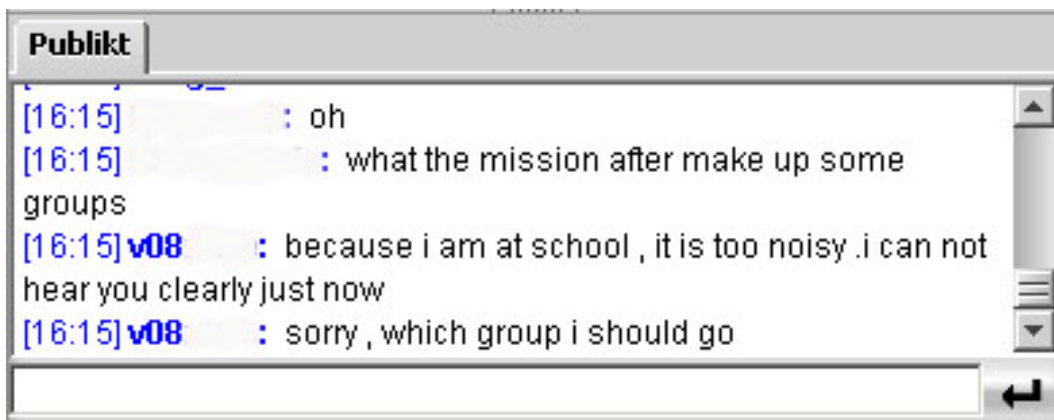 Publikt
[16:15] : oh
[16:15] : what the mission after make up some
groups
[16:15] v08 : because i am at school , it is too noisy .i can not
hear you clearly just now
[16:15] v08 : sorry , which group i should go